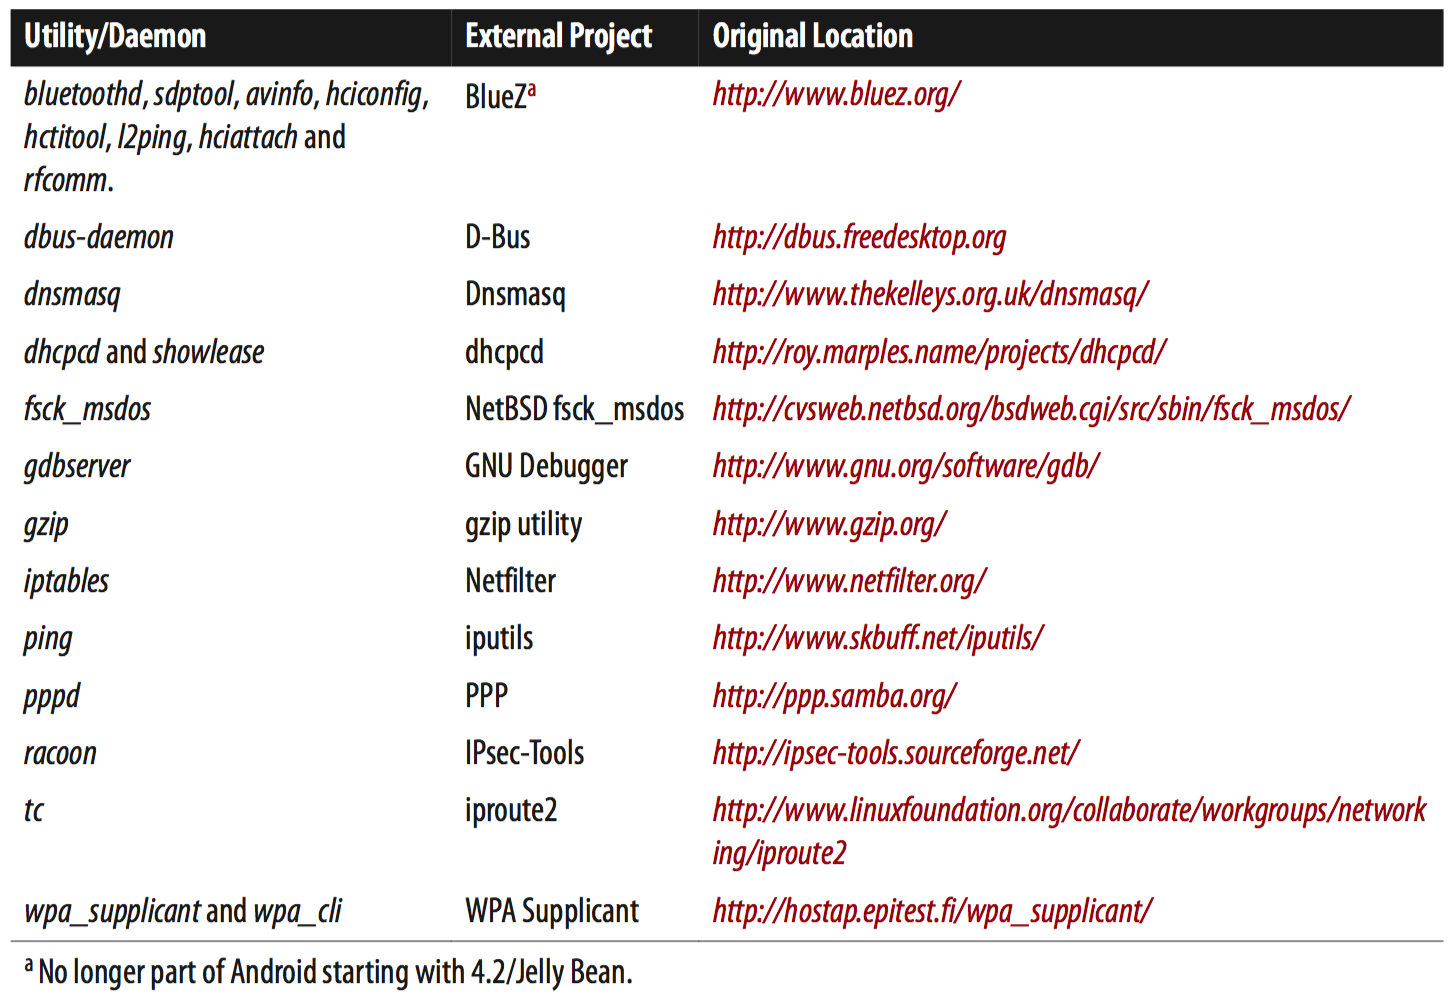 Utility/Daemon External Project Original Location
bluetoothd, sdptool, avinfo, hciconfig, BlueZa http://www.bluez.org/
hctitool, l2ping, hciattach and
rfcomm.
dbus-daemon D-Bus http://dbus.freedesktop.org
dnsmasq Dnsmasq http://www.thekelleys.org.uk/dnsmasq/
dhcpcd and showlease dhcpcd http://roy.marples.name/projects/dhcpcd/
fsck_msdos NetBSD fsck_msdos http://cvsweb.netbsd.org/bsdweb.cgi/src/sbin/fsck_msdos/
gdbserver GNU Debugger http://www.gnu.org/software/gdb/
gzip gzip utility http://www.gzip.org/
iptables Netfilter http://www.netfilter.org/
ping iputils http://www.skbuff.net/iputils/
pppd PPP http://ppp.samba.org/
racoon IPsec-Tools http://ipsec-tools.sourceforge.net/
tc iproute2 http://www.linuxfoundation.org/collaborate/workgroups/network
ing/iproute2
wpa_supplicant and wpa_cli WPA Supplicant http://hostap.epitest.fi/wpa_supplicant/
a No longer part of Android starting with 4.2/Jelly Bean.